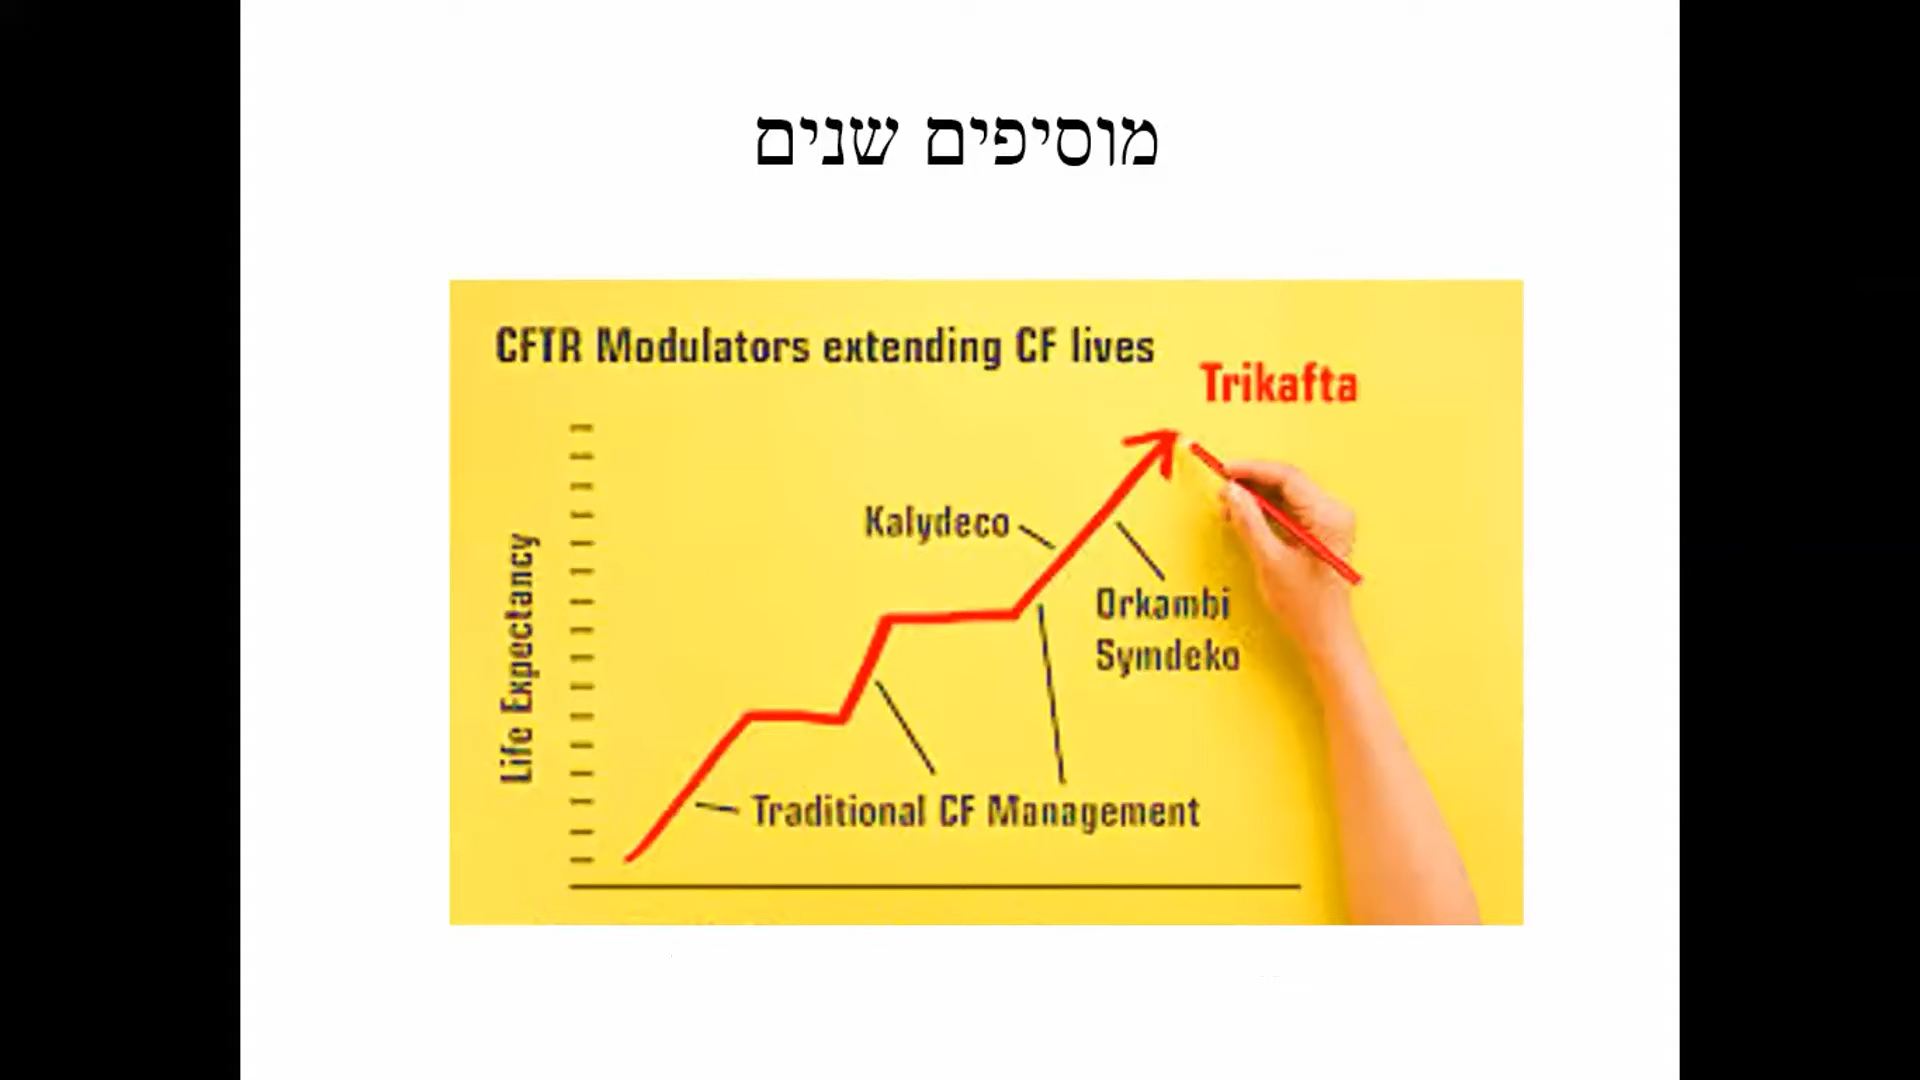 מוסיפים שנים
CFTR Modulators extending CF lives
Trikafta
Kalydeco
Orkambi
Symdeko
Life Expectancy
Traditional CF Management